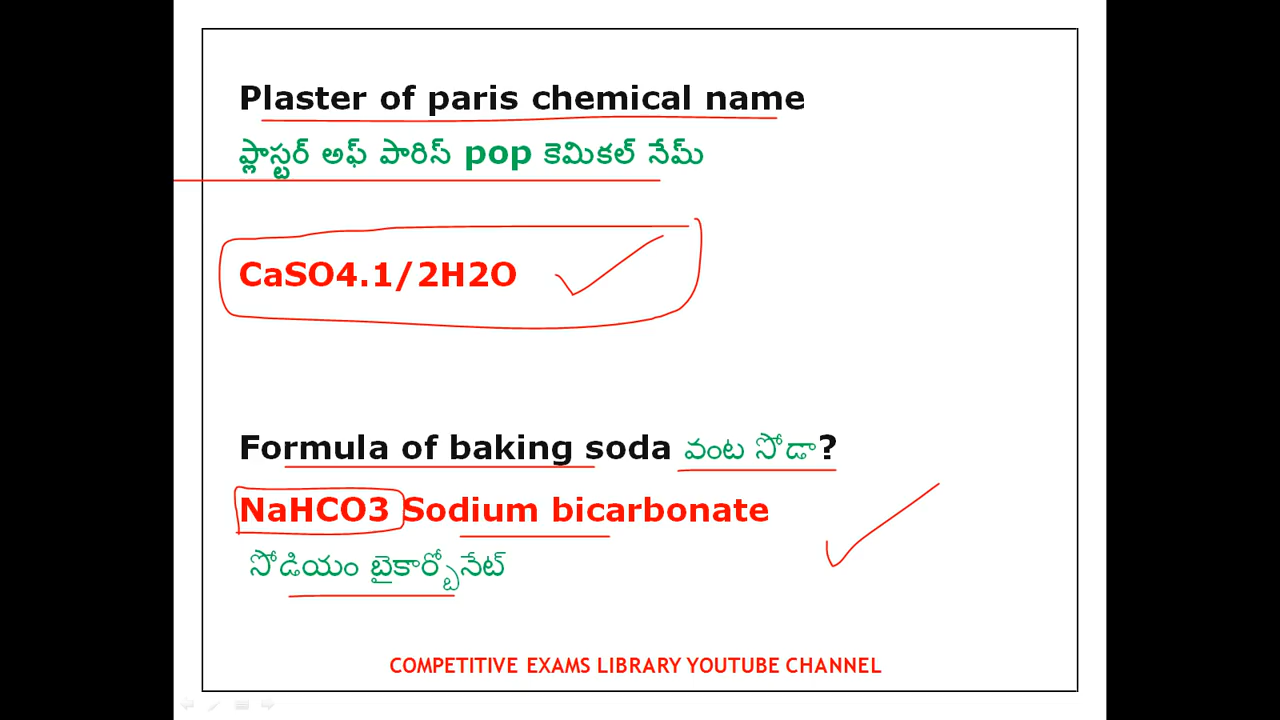 Plaster of paris chemical name
ప్లాస్టర్ అఫ్ పారిస్ pop కెమికల్ నేమ్
CaSO4.1/2H2O
Formula of baking soda వంట సోడా?
NaHCO3 Sodium bicarbonate
సోడియం బైకార్బోనేట్
COMPETITIVE EXAMS LIBRARY YOUTUBE CHANNEL